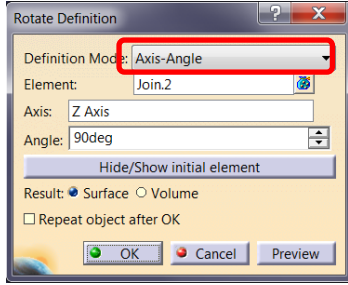 Rotate Definition
Definition Mode: Axis-Angle
Element: Join.2
Axis: Z Axis
Angle: 90deg
Hide/Show initial element
Result: Surface Volume
Repeat object after OK
OK Cancel Preview